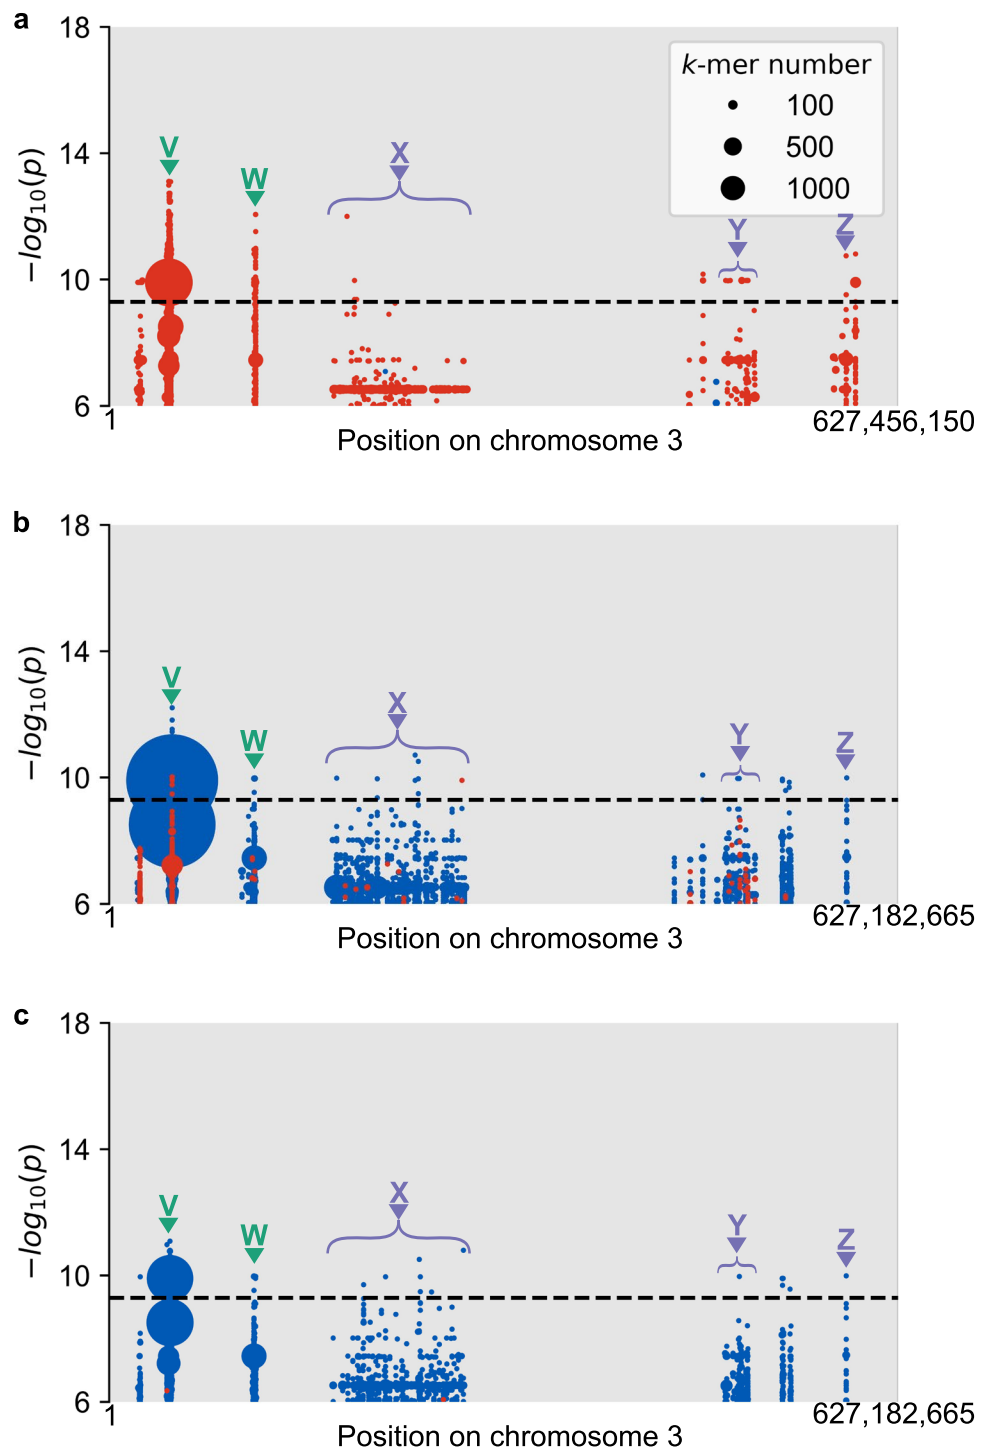 a
18
k-mer number
100
500
1000
14
V
X
W
Y
Z
10
−log10(p)
6
1
627,456,150
Position on chromosome 3
b
18
14
V
X
W
Y
Z
10
−log10(p)
6
1
627,182,665
Position on chromosome 3
c
18
14
V
X
W
Y
Z
10
−log10(p)
6
1
627,182,665
Position on chromosome 3